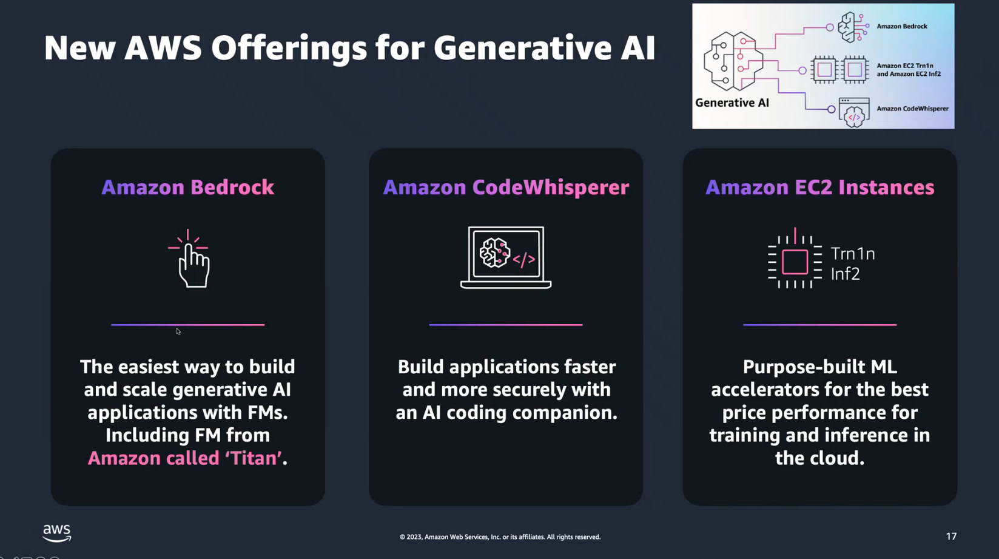 New AWS Offerings for Generative AI
Generative AI
Amazon Bedrock
Amazon EC2 Trn1n
and Amazon EC2 Inf2
Amazon CodeWhisperer
</>
Amazon Bedrock
The easiest way to build
and scale generative AI
applications with FMs.
Including FM from
Amazon called ‘Titan’.
Amazon CodeWhisperer
</>
Build applications faster
and more securely with
an AI coding companion.
Amazon EC2 Instances
Trn1n
Inf2
Purpose-built ML
accelerators for the best
price performance for
training and inference in
the cloud.
aws
© 2023, Amazon Web Services, Inc. or its affiliates. All rights reserved.
17